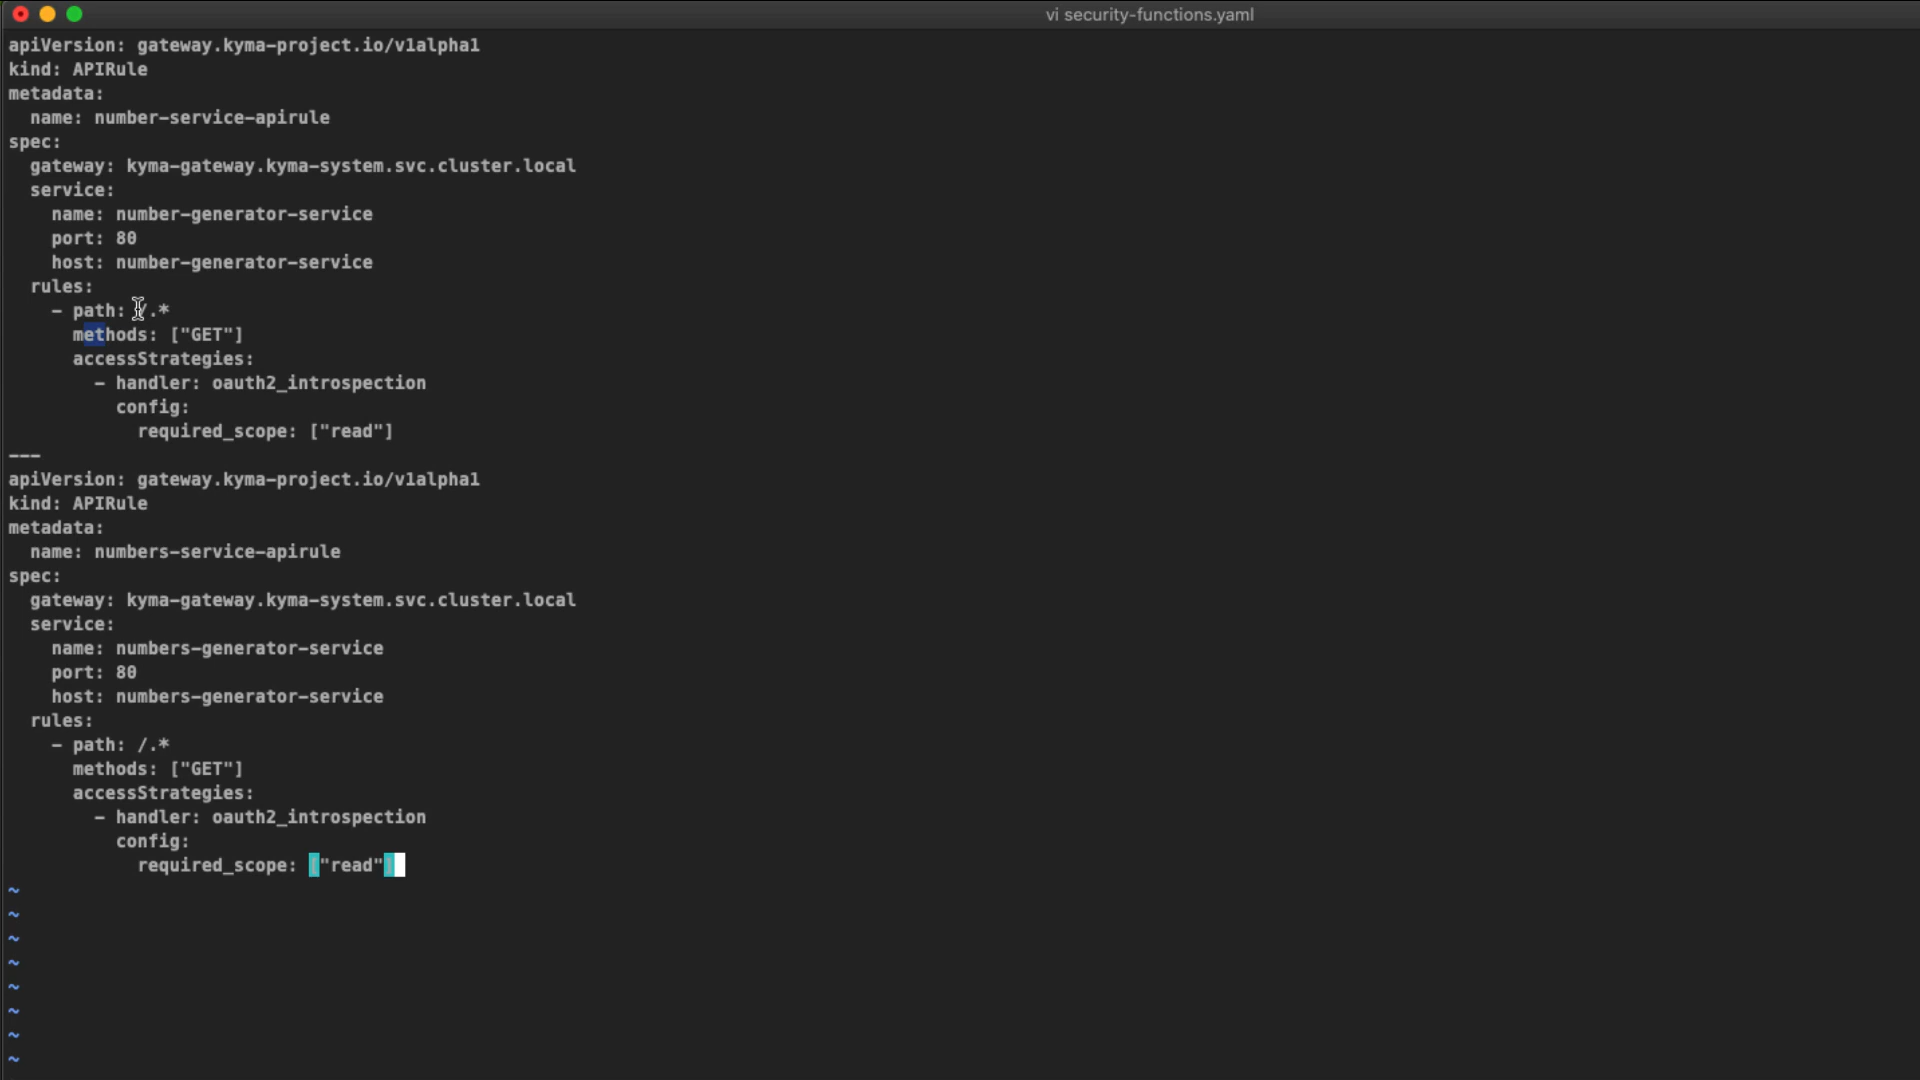 vi security-functions.yaml
apiVersion: gateway.kyma-project.io/v1alpha1
kind: APIRule
metadata:
  name: number-service-apirule
spec:
  gateway: kyma-gateway.kyma-system.svc.cluster.local
  service:
    name: number-generator-service
    port: 80
    host: number-generator-service
  rules:
    - path: /.*
      methods: ["GET"]
      accessStrategies:
        - handler: oauth2_introspection
          config:
            required_scope: ["read"]
---
apiVersion: gateway.kyma-project.io/v1alpha1
kind: APIRule
metadata:
  name: numbers-service-apirule
spec:
  gateway: kyma-gateway.kyma-system.svc.cluster.local
  service:
    name: numbers-generator-service
    port: 80
    host: numbers-generator-service
  rules:
    - path: /.*
      methods: ["GET"]
      accessStrategies:
        - handler: oauth2_introspection
          config:
            required_scope: ["read"]
~
~
~
~
~
~
~
~